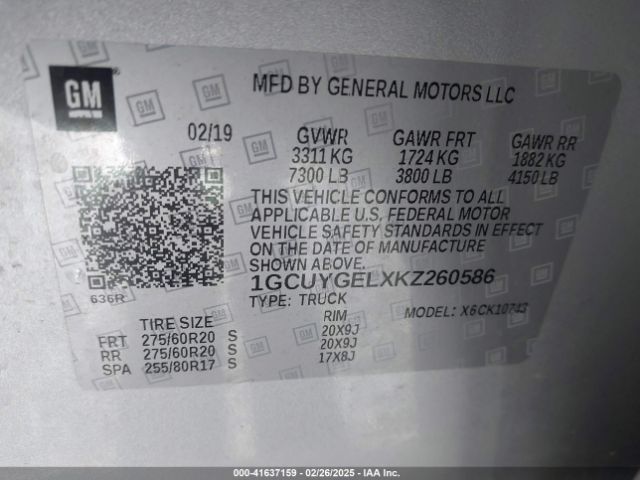 GM
MFD BY GENERAL MOTORS LLC
02/19
GVWR GAWR FRT GAWR RR
3311 KG 1724 KG 1882 KG
7300 LB 3800 LB 4150 LB
THIS VEHICLE CONFORMS TO ALL
APPLICABLE U.S. FEDERAL MOTOR
VEHICLE SAFETY STANDARDS IN EFFECT
ON THE DATE OF MANUFACTURE
SHOWN ABOVE.
1GCUYGELXKZ260586
636R
TYPE: TRUCK MODEL: X6CK10743
TIRE SIZE RIM
FRT 275/60R20 S 20X9J
RR 275/60R20 S 20X9J
SPA 255/80R17 S 17X8J
000-41637159 | 02/26/2025 - IAA Inc.